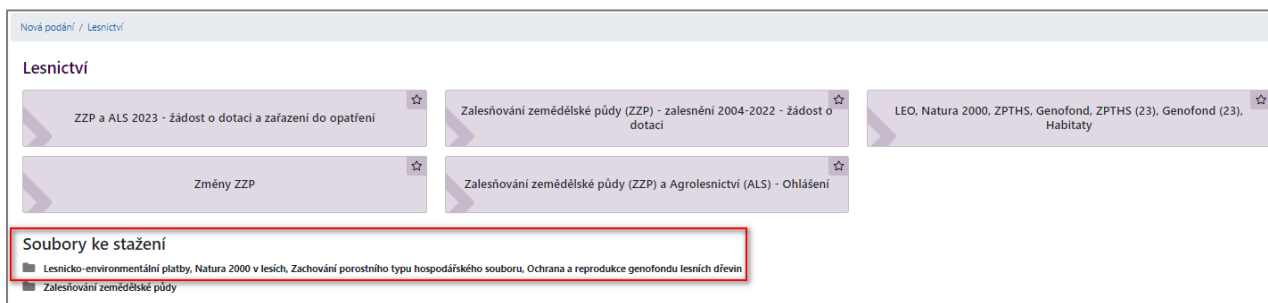 Nová podání / Lesnictví
Lesnictví
ZZP a ALS 2023 - žádost o dotaci a zařazení do opatření
Zalesňování zemědělské půdy (ZZP) - zalesnění 2004-2022 - žádost o
dotaci
LEO, Natura 2000, ZPTHS, Genofond, ZPTHS (23), Genofond (23),
Habitaty
Změny ZZP
Zalesňování zemědělské půdy (ZZP) a Agrolesnictví (ALS) - Ohlášení
Soubory ke stažení
Lesnicko-environmentální platby, Natura 2000 v lesích, Zachování porostního typu hospodářského souboru, Ochrana a reprodukce genofondu lesních dřevin
Zalesňování zemědělské půdy